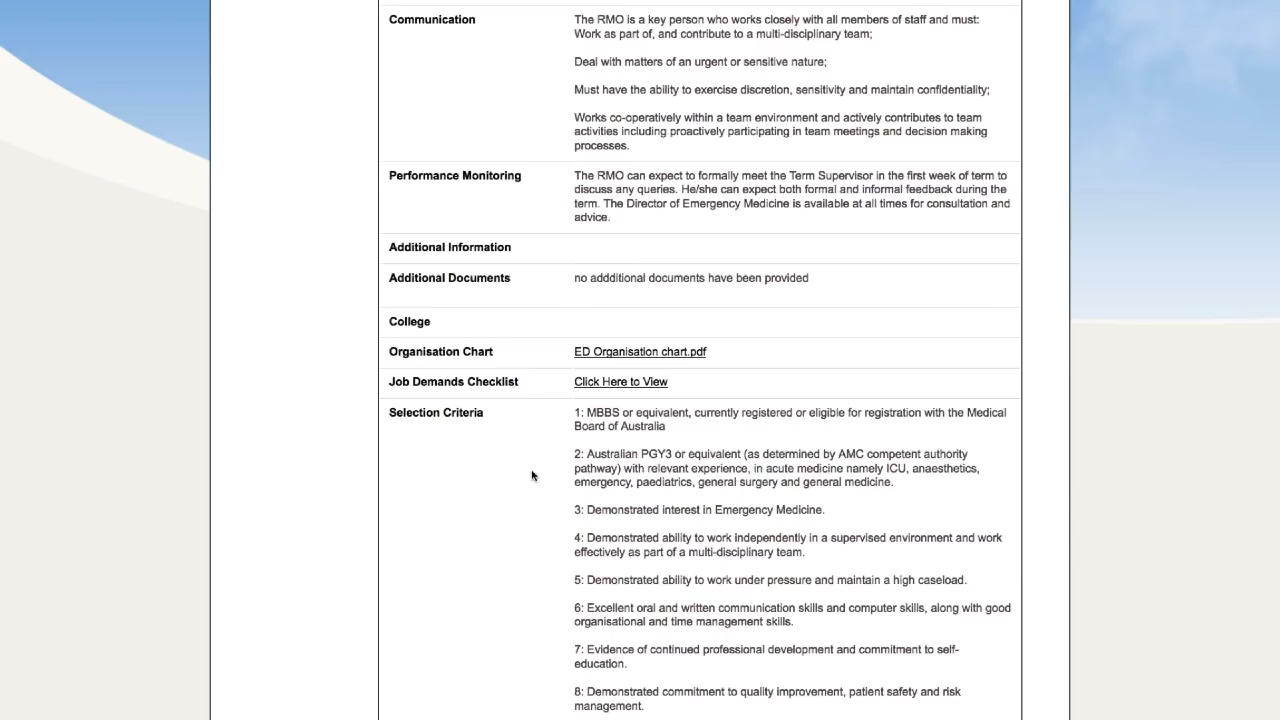 Communication
The RMO is a key person who works closely with all members of staff and must:
Work as part of, and contribute to a multi-disciplinary team;
Deal with matters of an urgent or sensitive nature;
Must have the ability to exercise discretion, sensitivity and maintain confidentiality;
Works co-operatively within a team environment and actively contributes to team
activities including proactively participating in team meetings and decision making
processes.
Performance Monitoring
The RMO can expect to formally meet the Term Supervisor in the first week of term to
discuss any queries. He/she can expect both formal and informal feedback during the
term. The Director of Emergency Medicine is available at all times for consultation and
advice.
Additional Information
Additional Documents
no addditional documents have been provided
College
Organisation Chart
ED Organisation chart.pdf
Job Demands Checklist
Click Here to View
Selection Criteria
1: MBBS or equivalent, currently registered or eligible for registration with the Medical
Board of Australia
2: Australian PGY3 or equivalent (as determined by AMC competent authority
pathway) with relevant experience, in acute medicine namely ICU, anaesthetics,
emergency, paediatrics, general surgery and general medicine.
3: Demonstrated interest in Emergency Medicine.
4: Demonstrated ability to work independently in a supervised environment and work
effectively as part of a multi-disciplinary team.
5: Demonstrated ability to work under pressure and maintain a high caseload.
6: Excellent oral and written communication skills and computer skills, along with good
organisational and time management skills.
7: Evidence of continued professional development and commitment to self-
education.
8: Demonstrated commitment to quality improvement, patient safety and risk
management.